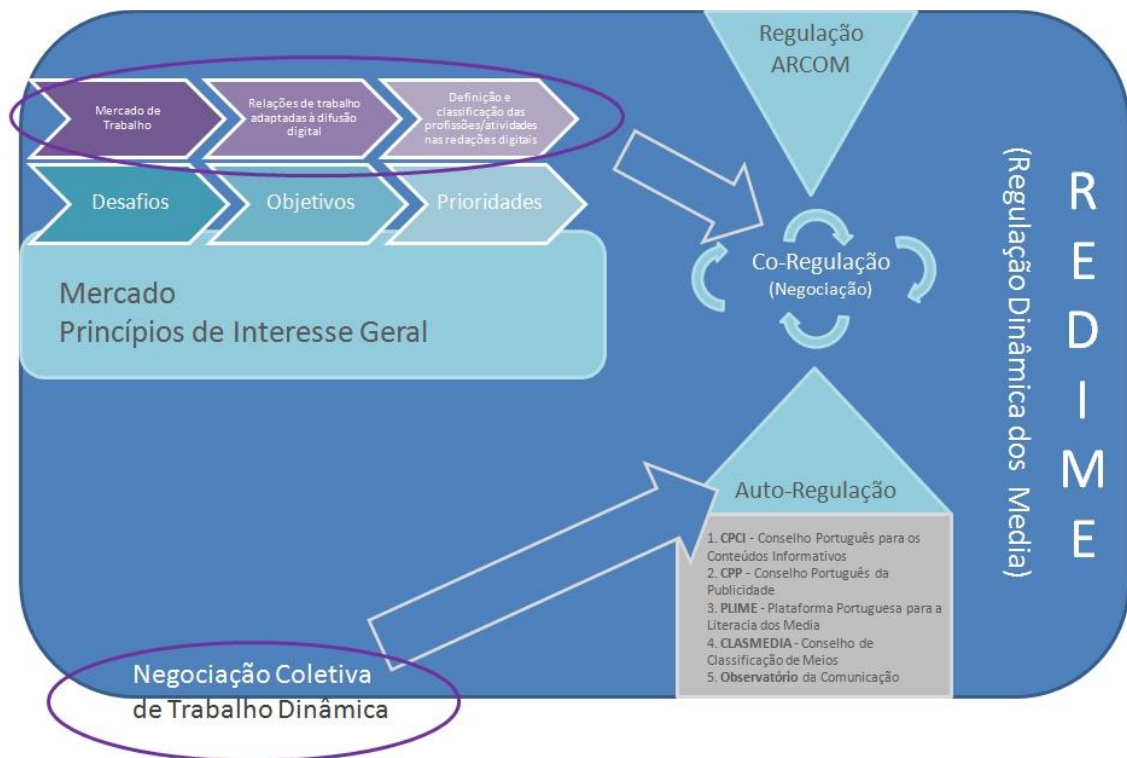 Regulação
ARCOM
Mercado de
Trabalho
Relações de trabalho
adaptadas à difusão
digital
Definição e
classificação das
profissões/atividades
nas redações digitais
Desafios
Objetivos
Prioridades
Mercado
Princípios de Interesse Geral
Co-Regulação
(Negociação)
Auto-Regulação
1. CPCI - Conselho Português para os
Conteúdos Informativos
2. CPP - Conselho Português da
Publicidade
3. PLIME - Plataforma Portuguesa para a
Literacia dos Media
4. CLASMEDIA - Conselho de
Classificação de Meios
5. Observatório da Comunicação
Negociação Coletiva
de Trabalho Dinâmica
REDIME
(Regulação Dinâmica dos Media)